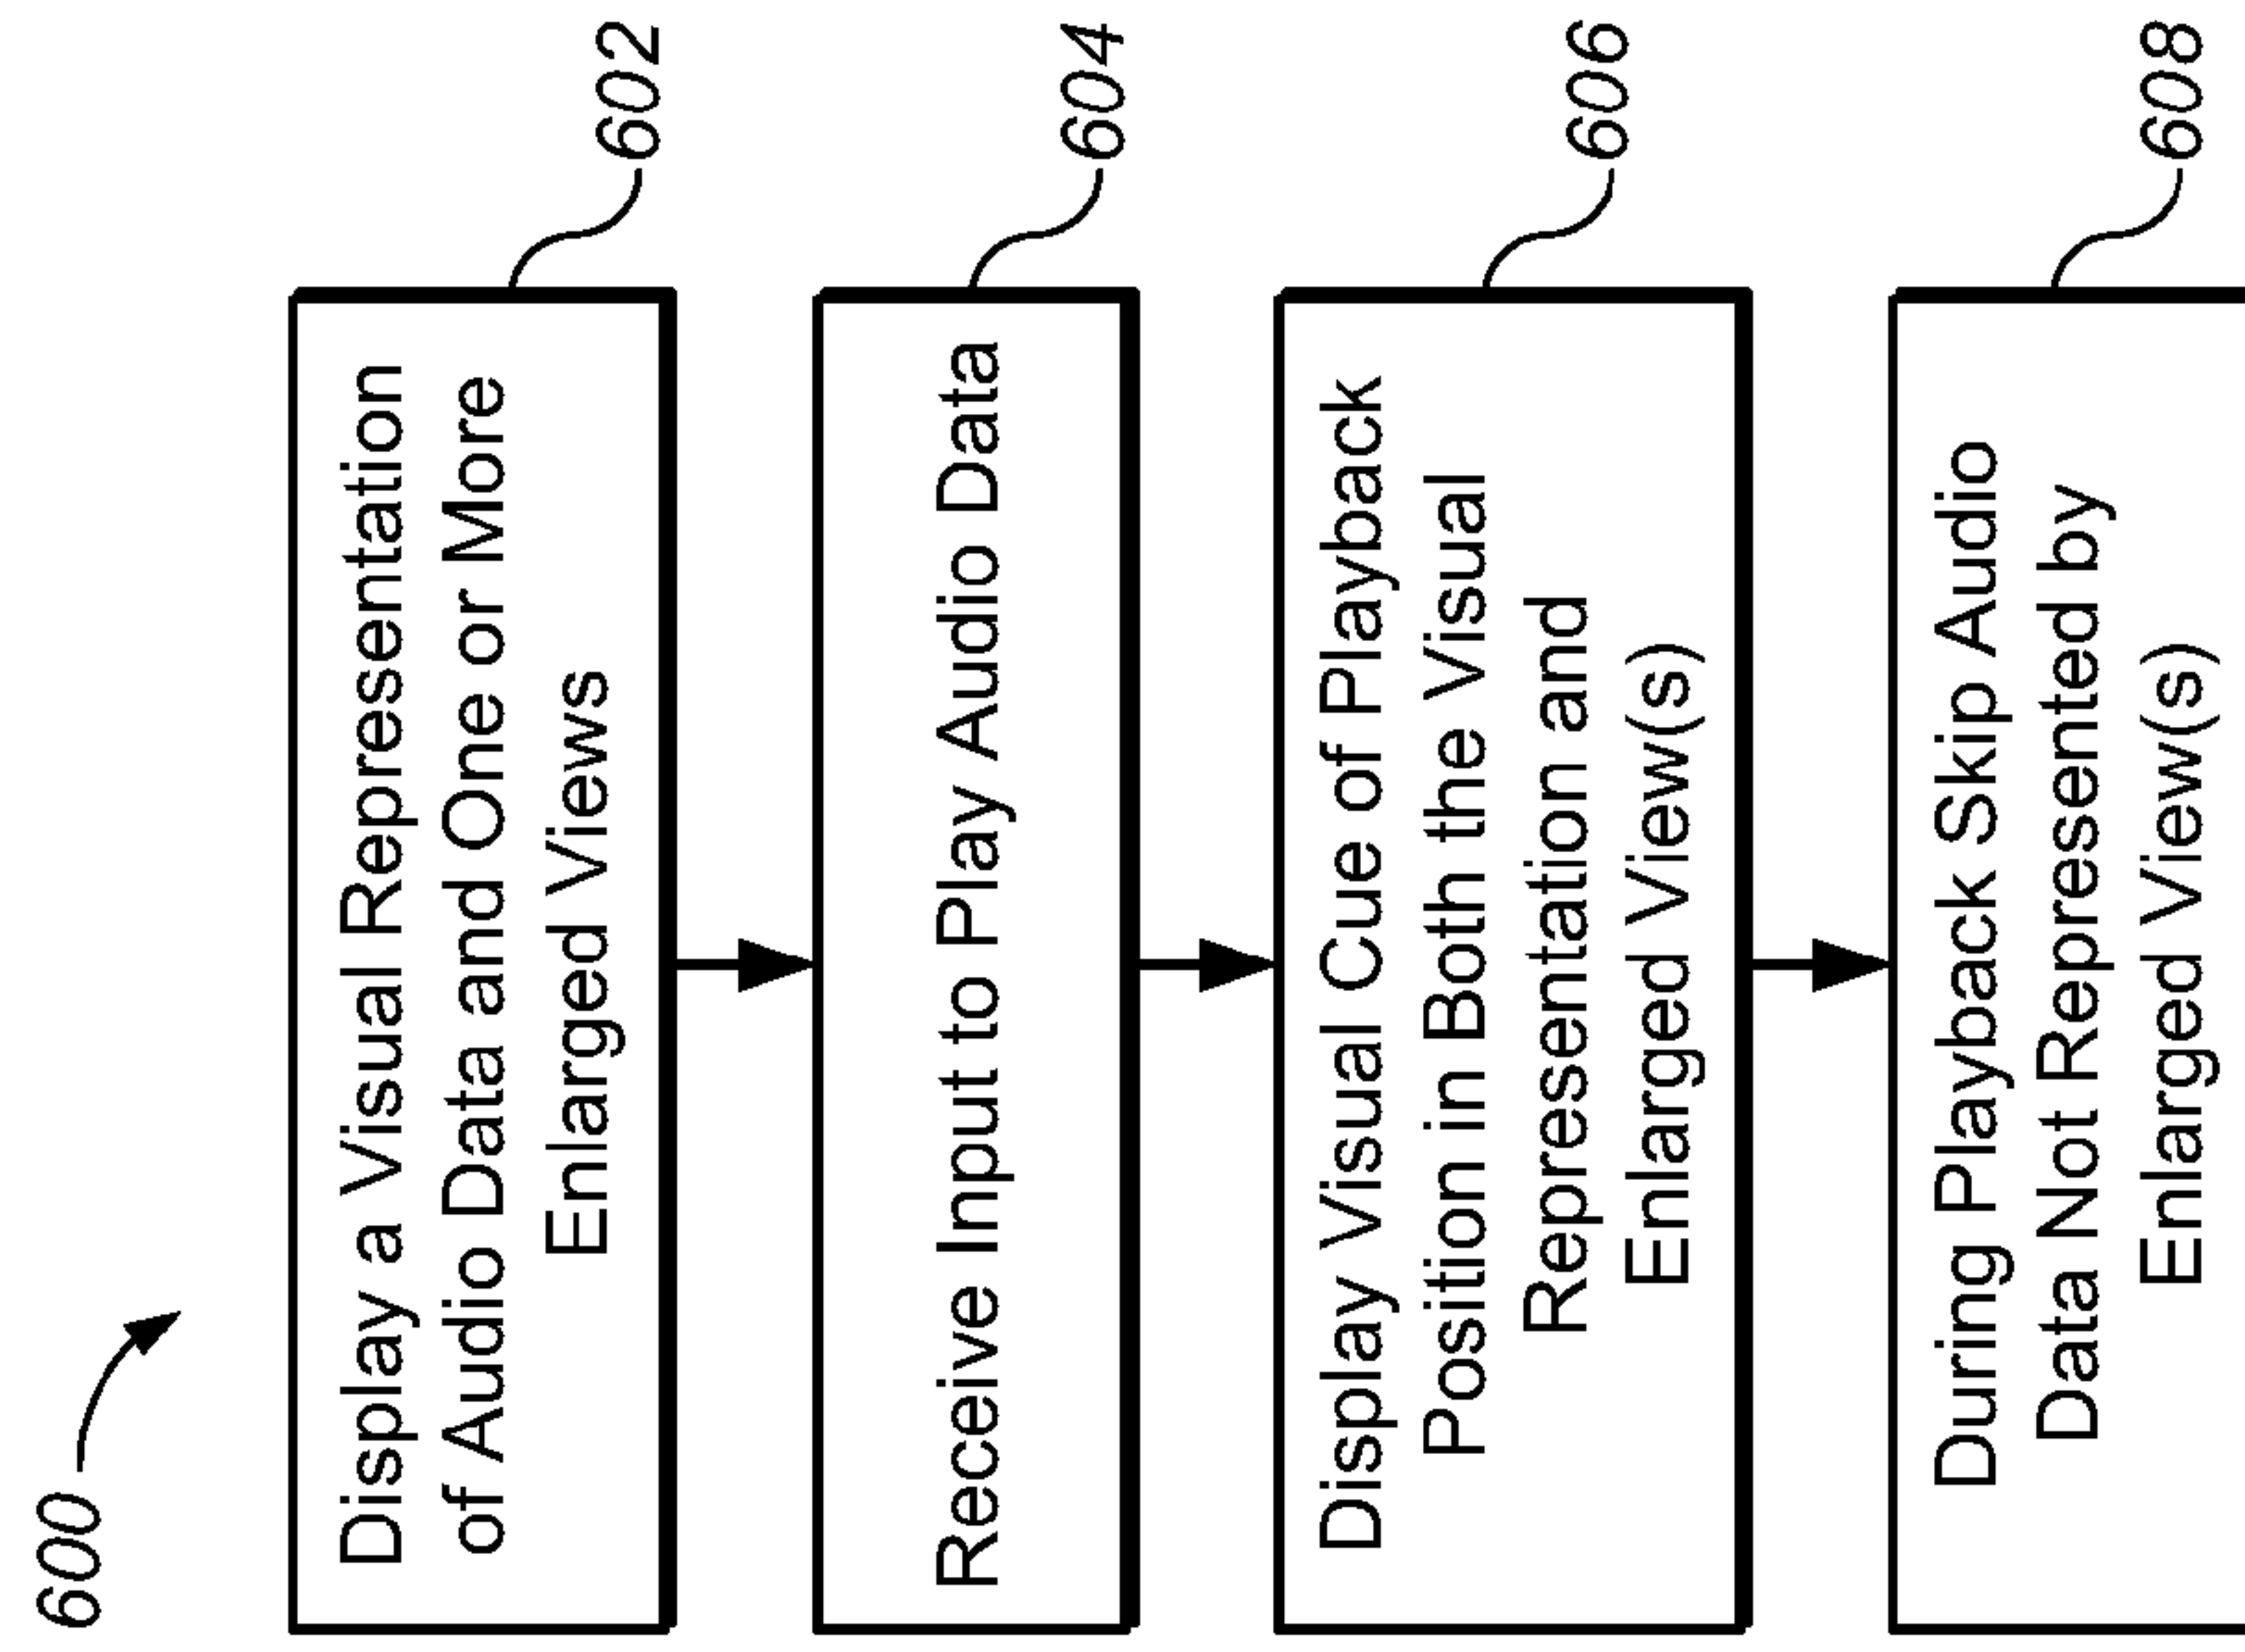 600
Display a Visual Representation
of Audio Data and One or More
Enlarged Views
602
Receive Input to Play Audio Data
604
Display Visual Cue of Playback
Position in Both the Visual
Representation and
Enlarged View(s)
606
During Playback Skip Audio
Data Not Represented by
Enlarged View(s)
608